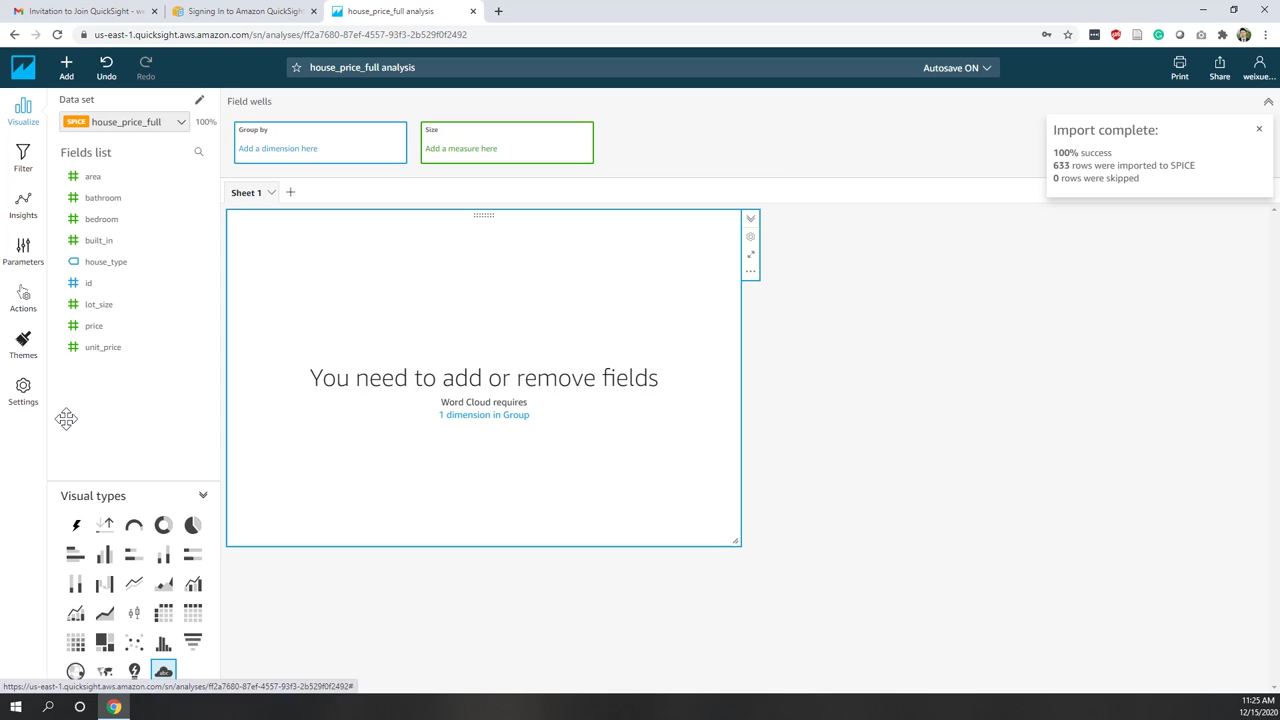 Invitation to Join QuickSight - we
Signing In to Amazon QuickSight
house_price_full analysis
us-east-1.quicksight.aws.amazon.com/sn/analyses/ff2a7680-87ef-4557-93f3-2b529f0f2492
Add
Undo
Redo
house_price_full analysis
Autosave ON
Print
Share
weixue...
Visualize
Filter
Insights
Parameters
Actions
Themes
Settings
Data set
SPICE house_price_full 100%
Fields list
area
bathroom
bedroom
built_in
house_type
id
lot_size
price
unit_price
Visual types
abc
Field wells
Group by
Add a dimension here
Size
Add a measure here
Import complete:
100% success
633 rows were imported to SPICE
0 rows were skipped
Sheet 1
You need to add or remove fields
Word Cloud requires
1 dimension in Group
https://us-east-1.quicksight.aws.amazon.com/sn/analyses/ff2a7680-87ef-4557-93f3-2b529f0f2492#
11:25 AM
12/15/2020